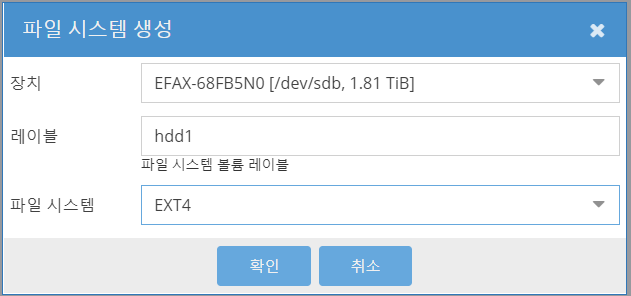 파일 시스템 생성
장치
EFAX-68FB5N0 [/dev/sdb, 1.81 TiB]
레이블
hdd1
파일 시스템 볼륨 레이블
파일 시스템
EXT4
확인
취소